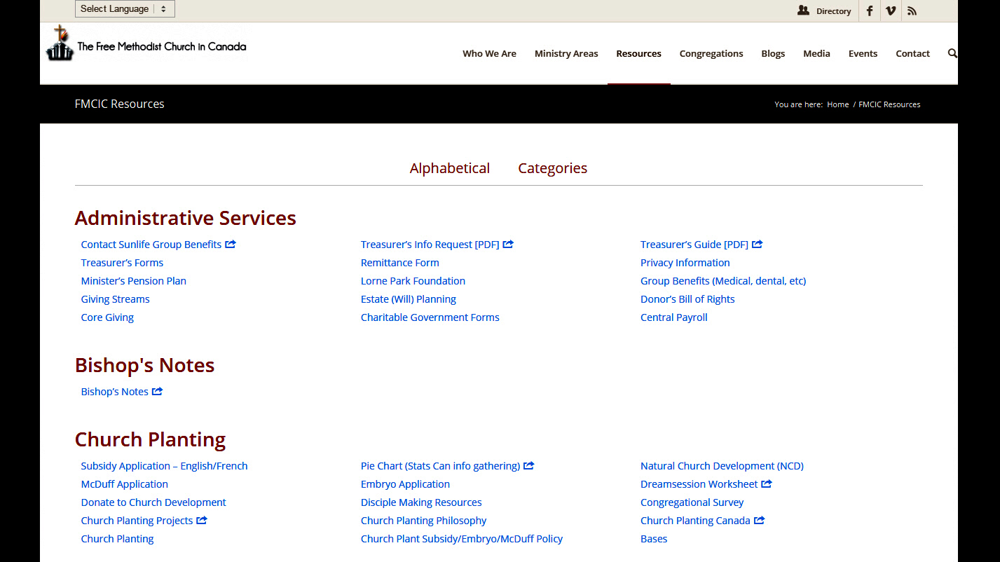 Select Language
Directory
The Free Methodist Church in Canada
Who We Are Ministry Areas Resources Congregations Blogs Media Events Contact
FMCIC Resources
You are here: Home / FMCIC Resources
Alphabetical Categories
Administrative Services
Contact Sunlife Group Benefits Treasurer’s Info Request [PDF] Treasurer’s Guide [PDF]
Treasurer’s Forms Remittance Form Privacy Information
Minister’s Pension Plan Lorne Park Foundation Group Benefits (Medical, dental, etc)
Giving Streams Estate (Will) Planning Donor’s Bill of Rights
Core Giving Charitable Government Forms Central Payroll
Bishop's Notes
Bishop’s Notes
Church Planting
Subsidy Application – English/French Pie Chart (Stats Can info gathering) Natural Church Development (NCD)
McDuff Application Embryo Application Dreamsession Worksheet
Donate to Church Development Disciple Making Resources Congregational Survey
Church Planting Projects Church Planting Philosophy Church Planting Canada
Church Planting Church Plant Subsidy/Embryo/McDuff Policy Bases